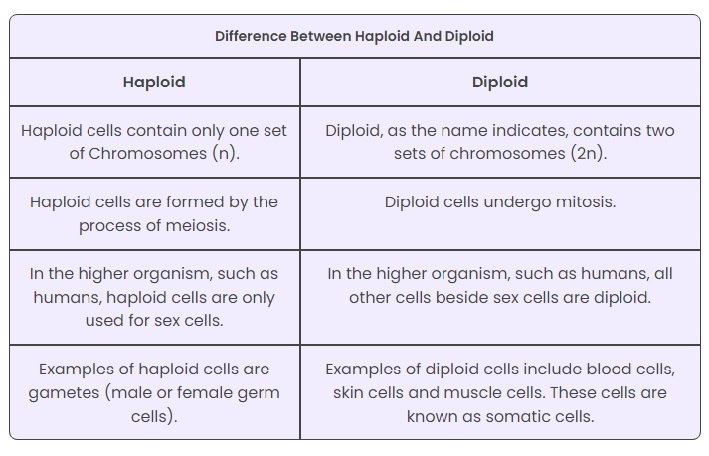 Difference Between Haploid And Diploid
Haploid
Diploid
Haploid cells contain only one set
of Chromosomes (n).
Diploid, as the name indicates, contains two
sets of chromosomes (2n).
Haploid cells are formed by the
process of meiosis.
Diploid cells undergo mitosis.
In the higher organism, such as
humans, haploid cells are only
used for sex cells.
In the higher organism, such as humans, all
other cells beside sex cells are diploid.
Examples of haploid cells are
gametes (male or female germ
cells).
Examples of diploid cells include blood cells,
skin cells and muscle cells. These cells are
known as somatic cells.